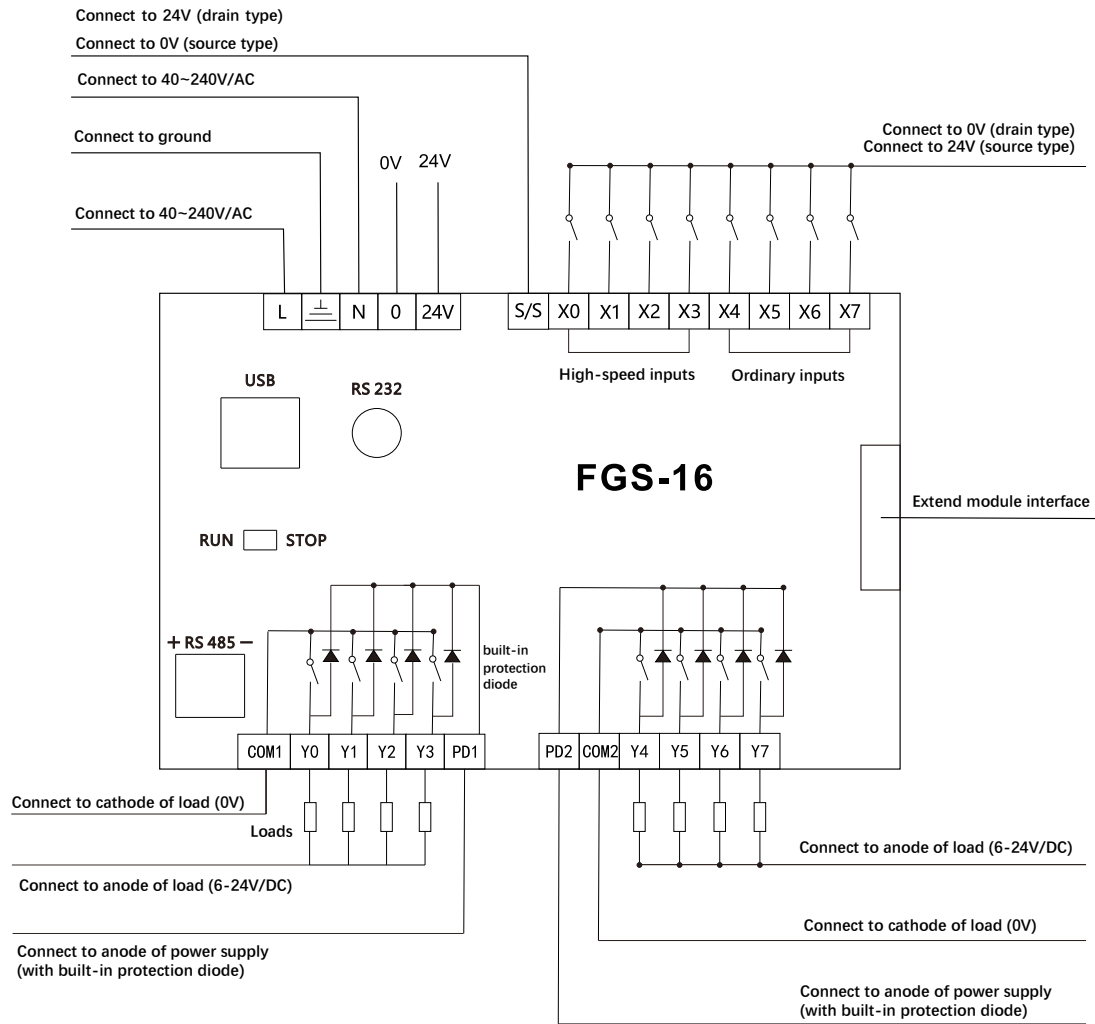 Connect to 24V (drain type)
Connect to 0V (source type)
Connect to 40~240V/AC
Connect to ground
Connect to 40~240V/AC
0V
24V
Connect to 0V (drain type)
Connect to 24V (source type)
L
N
0
24V
S/S
X0
X1
X2
X3
X4
X5
X6
X7
High-speed inputs
Ordinary inputs
USB
RS 232
FGS-16
Extend module interface
RUN
STOP
+ RS 485 −
built-in
protection
diode
COM1
Y0
Y1
Y2
Y3
PD1
PD2
COM2
Y4
Y5
Y6
Y7
Connect to cathode of load (0V)
Loads
Connect to anode of load (6-24V/DC)
Connect to anode of power supply
(with built-in protection diode)
Connect to anode of load (6-24V/DC)
Connect to cathode of load (0V)
Connect to anode of power supply
(with built-in protection diode)